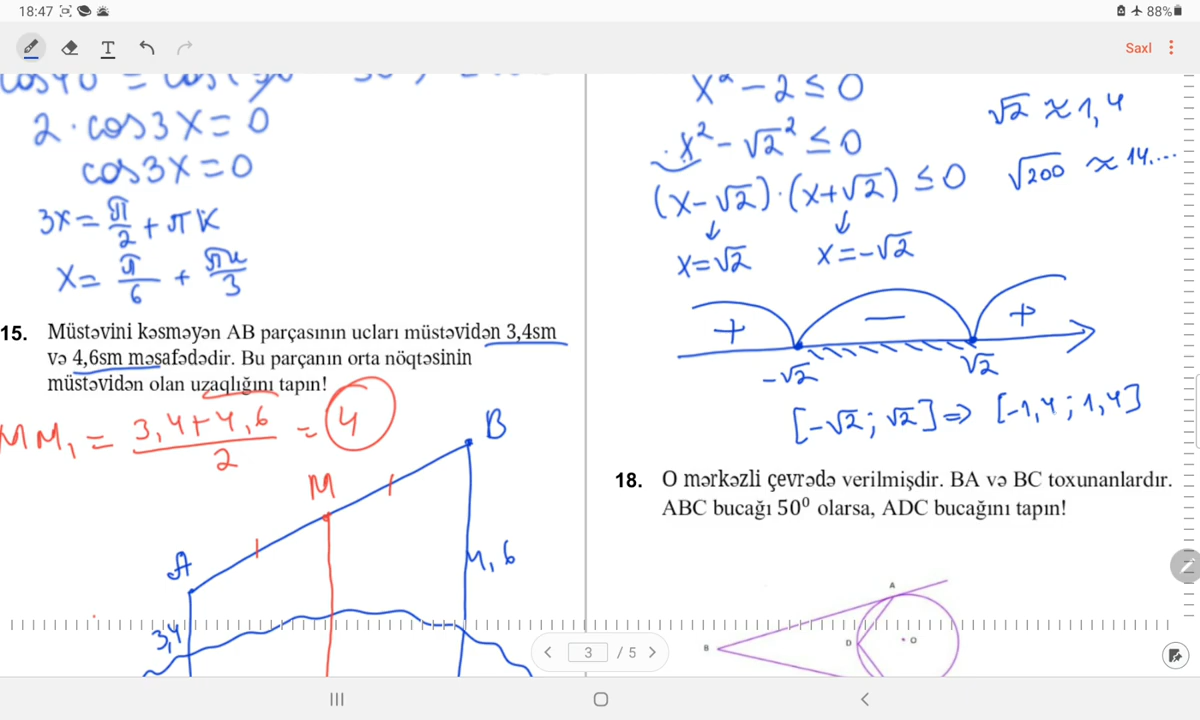 18:47
88%
T
Saxl
2 · cos3x = 0
cos3x = 0
3x = π/2 + πk
x = π/6 + πk/3
15. Müstəvini kəsməyən AB parçasının ucları müstəvidən 3,4sm
və 4,6sm məsafədədir. Bu parçanın orta nöqtəsinin
müstəvidən olan uzaqlığını tapın!
MM₁ = (3,4+4,6)/2 = 4
B
M
A
4,6
3,4
x² − 2 ≤ 0
√2 ≈ 1,4
x² − √2² ≤ 0
√200 ≈ 14....
(x−√2)·(x+√2) ≤ 0
x=√2 x=−√2
+ − +
−√2 √2
[−√2; √2] ⇒ [−1,4; 1,4]
18. O mərkəzli çevrədə verilmişdir. BA və BC toxunanlardır.
ABC bucağı 50⁰ olarsa, ADC bucağını tapın!
A
B
D
O
3 / 5